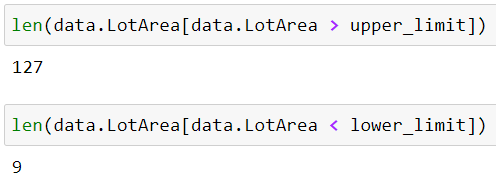 len(data.LotArea[data.LotArea > upper_limit])
127
len(data.LotArea[data.LotArea < lower_limit])
9